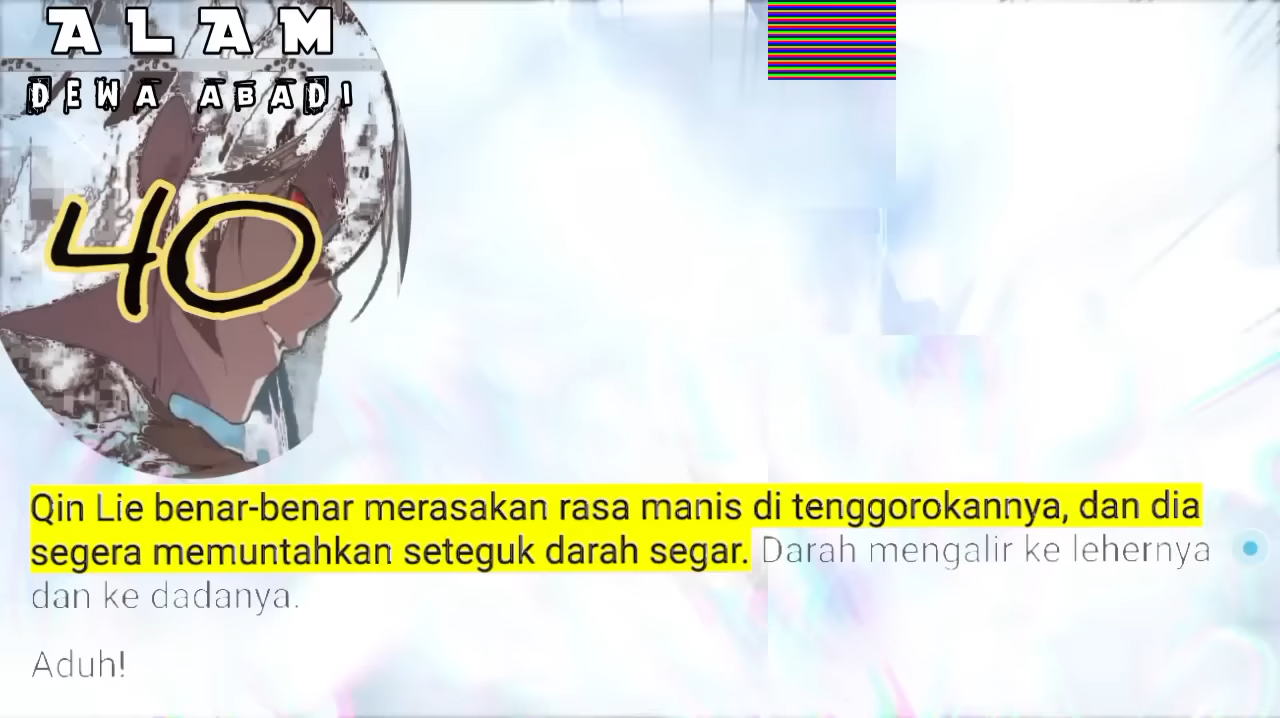 ALAM
DEWA ABADI
40
Qin Lie benar-benar merasakan rasa manis di tenggorokannya, dan dia
segera memuntahkan seteguk darah segar. Darah mengalir ke lehernya
dan ke dadanya.
Aduh!